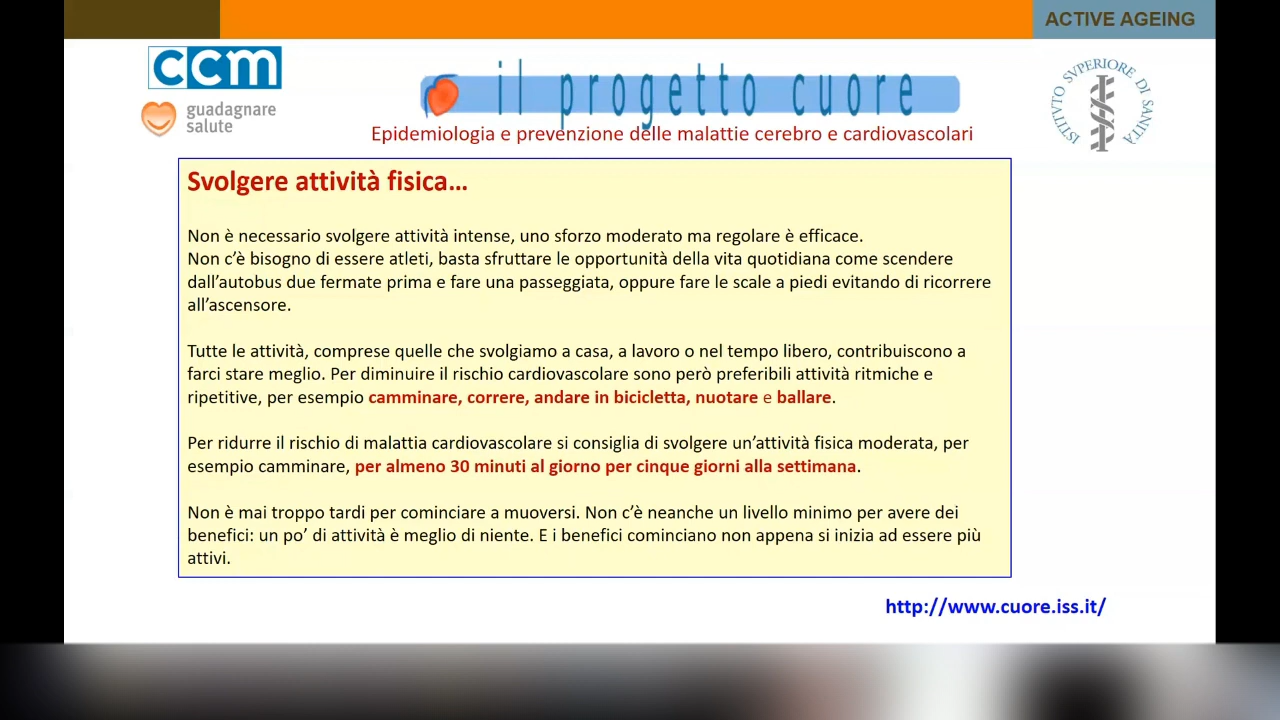 ACTIVE AGEING
ccm
guadagnare
salute
il progetto cuore
Epidemiologia e prevenzione delle malattie cerebro e cardiovascolari
ISTITVTO SVPERIORE DI SANITÀ
Svolgere attività fisica…
Non è necessario svolgere attività intense, uno sforzo moderato ma regolare è efficace.
Non c’è bisogno di essere atleti, basta sfruttare le opportunità della vita quotidiana come scendere
dall’autobus due fermate prima e fare una passeggiata, oppure fare le scale a piedi evitando di ricorrere
all’ascensore.
Tutte le attività, comprese quelle che svolgiamo a casa, a lavoro o nel tempo libero, contribuiscono a
farci stare meglio. Per diminuire il rischio cardiovascolare sono però preferibili attività ritmiche e
ripetitive, per esempio camminare, correre, andare in bicicletta, nuotare e ballare.
Per ridurre il rischio di malattia cardiovascolare si consiglia di svolgere un’attività fisica moderata, per
esempio camminare, per almeno 30 minuti al giorno per cinque giorni alla settimana.
Non è mai troppo tardi per cominciare a muoversi. Non c’è neanche un livello minimo per avere dei
benefici: un po’ di attività è meglio di niente. E i benefici cominciano non appena si inizia ad essere più
attivi.
http://www.cuore.iss.it/